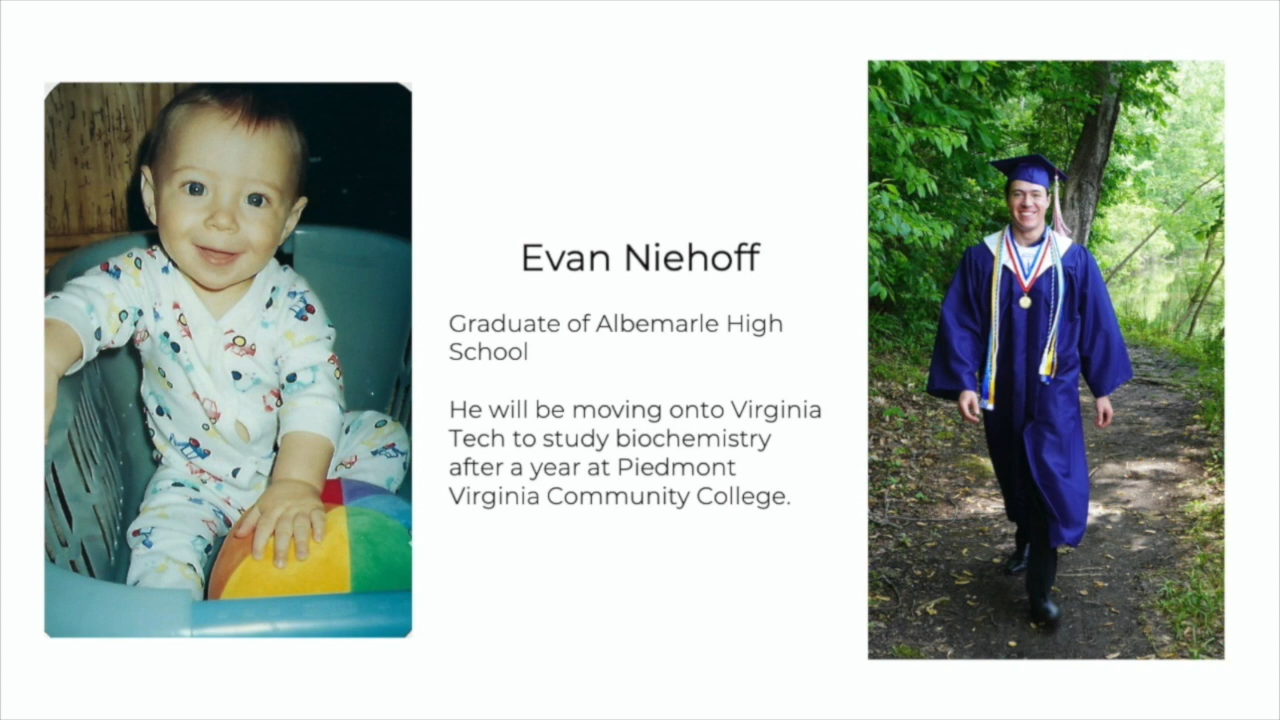 Evan Niehoff
Graduate of Albemarle High
School
He will be moving onto Virginia
Tech to study biochemistry
after a year at Piedmont
Virginia Community College.